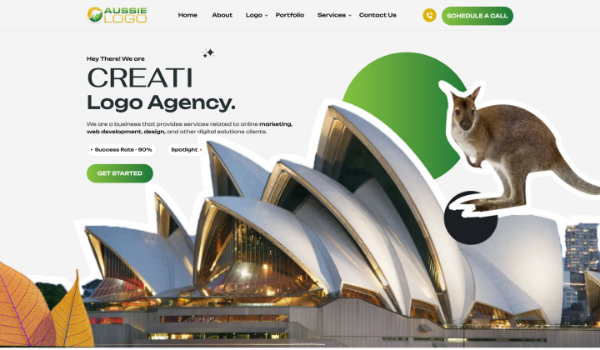 AUSSIE
LOGO
Home About Logo Portfolio Services Contact Us
SCHEDULE A CALL
Hey There! We are
CREATI
Logo Agency.
We are a business that provides services related to online marketing,
web development, design, and other digital solutions clients.
• Success Rate - 90% Spotlight •
GET STARTED